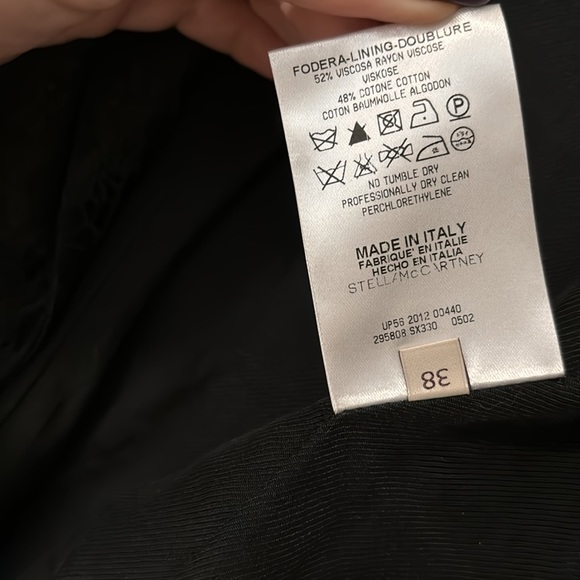 FODERA-LINING-DOUBLURE
52% VISCOSA RAYON VISCOSE
VISKOSE
48% COTONE COTTON
COTON BAUMWOLLE ALGODON
P
NO TUMBLE DRY
PROFESSIONALLY DRY CLEAN
PERCHLORETHYLENE
MADE IN ITALY
FABRIQUE' EN ITALIE
HECHO EN ITALIA
STELLA McCARTNEY
UP56 2012 00440
295808 SX330 0502
38